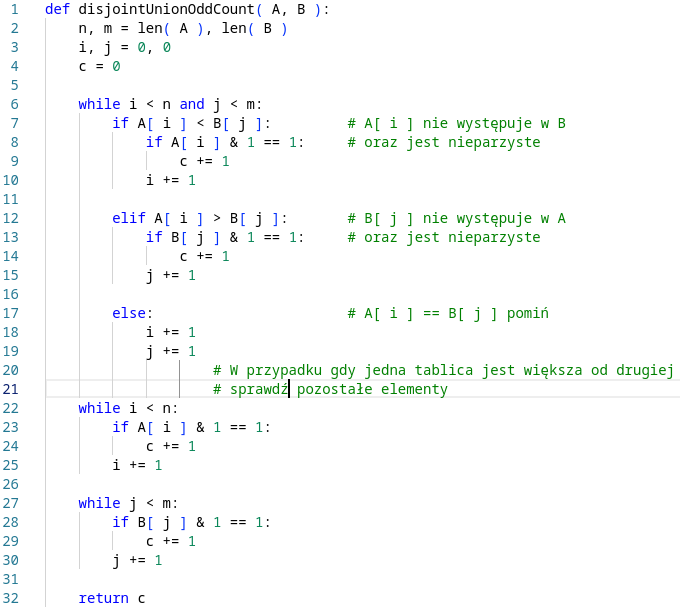 1 def disjointUnionOddCount( A, B ):
2     n, m = len( A ), len( B )
3     i, j = 0, 0
4     c = 0
5
6     while i < n and j < m:
7         if A[ i ] < B[ j ]:         # A[ i ] nie występuje w B
8             if A[ i ] & 1 == 1:     # oraz jest nieparzyste
9                 c += 1
10             i += 1
11
12         elif A[ i ] > B[ j ]:       # B[ j ] nie występuje w A
13             if B[ j ] & 1 == 1:     # oraz jest nieparzyste
14                 c += 1
15             j += 1
16
17         else:                       # A[ i ] == B[ j ] pomiń
18             i += 1
19             j += 1
20                     # W przypadku gdy jedna tablica jest większa od drugiej
21                     # sprawdź pozostałe elementy
22     while i < n:
23         if A[ i ] & 1 == 1:
24             c += 1
25         i += 1
26
27     while j < m:
28         if B[ j ] & 1 == 1:
29             c += 1
30         j += 1
31
32     return c